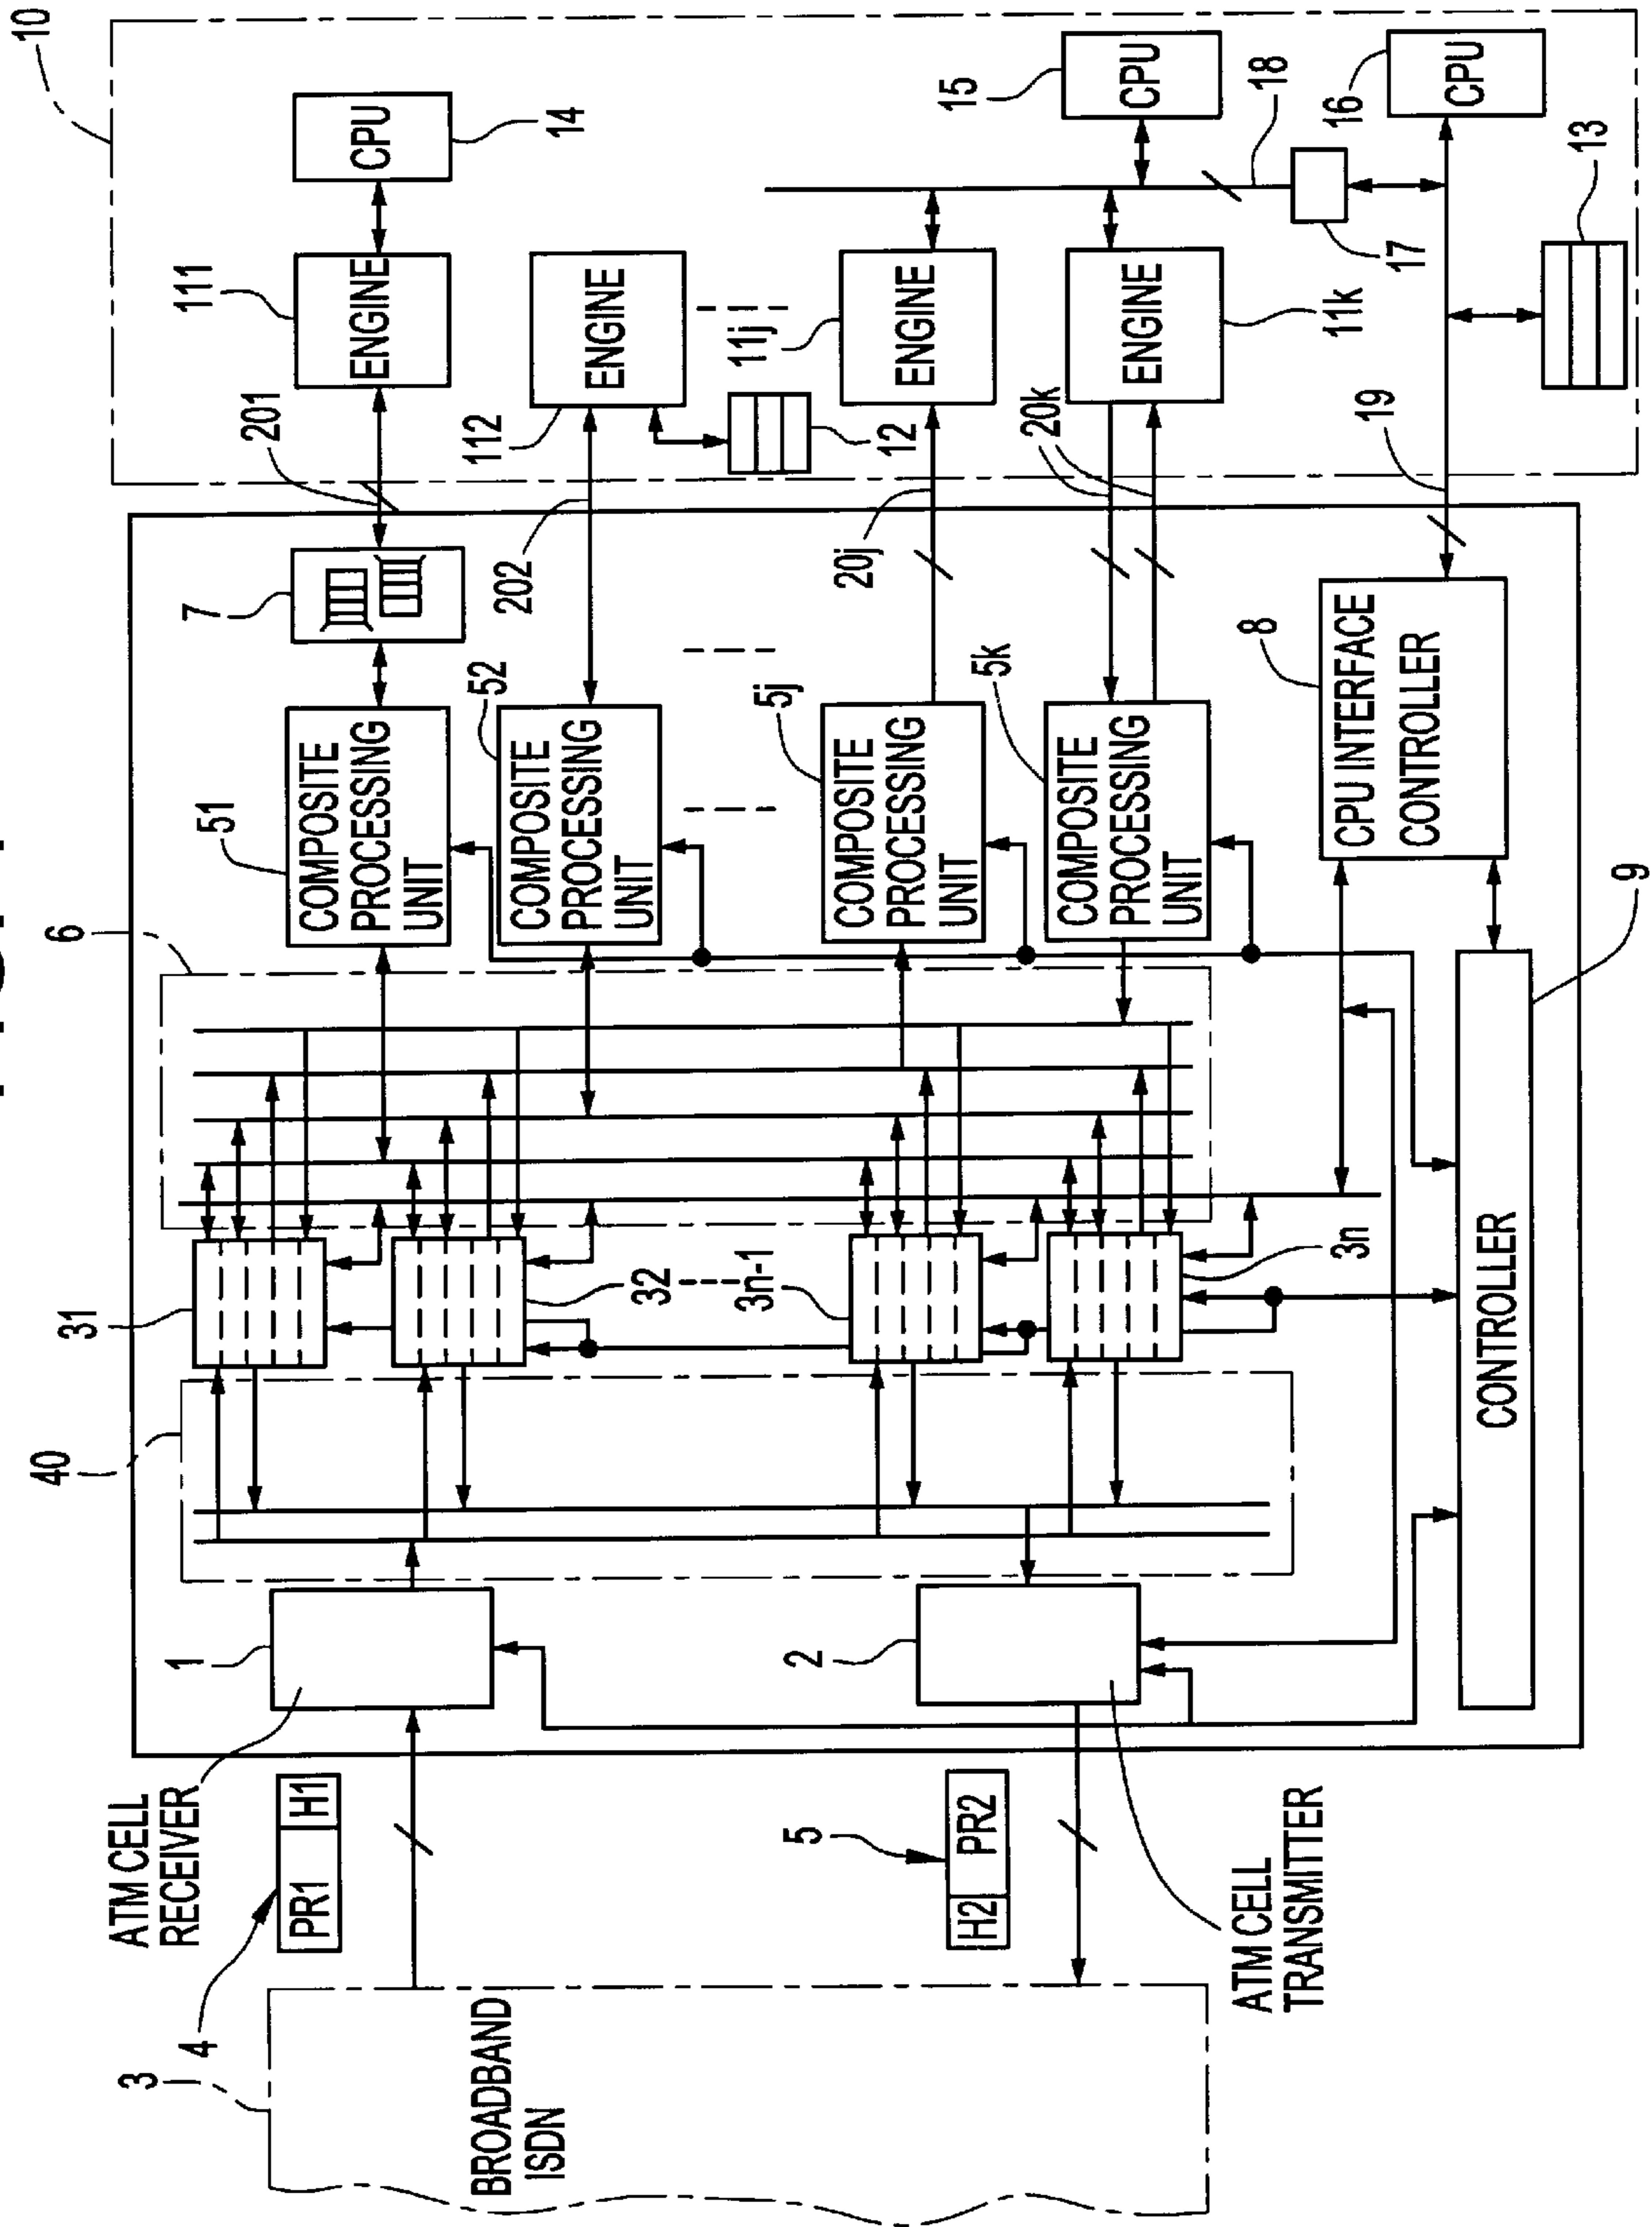 10
CPU
14
ENGINE
111
201
7
COMPOSITE
PROCESSING
UNIT
51
6
31
40
1
ATM CELL
RECEIVER
PR1
H1
4
3
BROADBAND
ISDN
ENGINE
112
12
202
52
COMPOSITE
PROCESSING
UNIT
32
3n-1
11j
ENGINE
20j
5j
COMPOSITE
PROCESSING
UNIT
2
5
H2
PR2
ATM CELL
TRANSMITTER
15
CPU
18
17
ENGINE
11k
20k
5k
COMPOSITE
PROCESSING
UNIT
3n
16
CPU
13
19
8
CPU INTERFACE
CONTROLLER
9
CONTROLLER